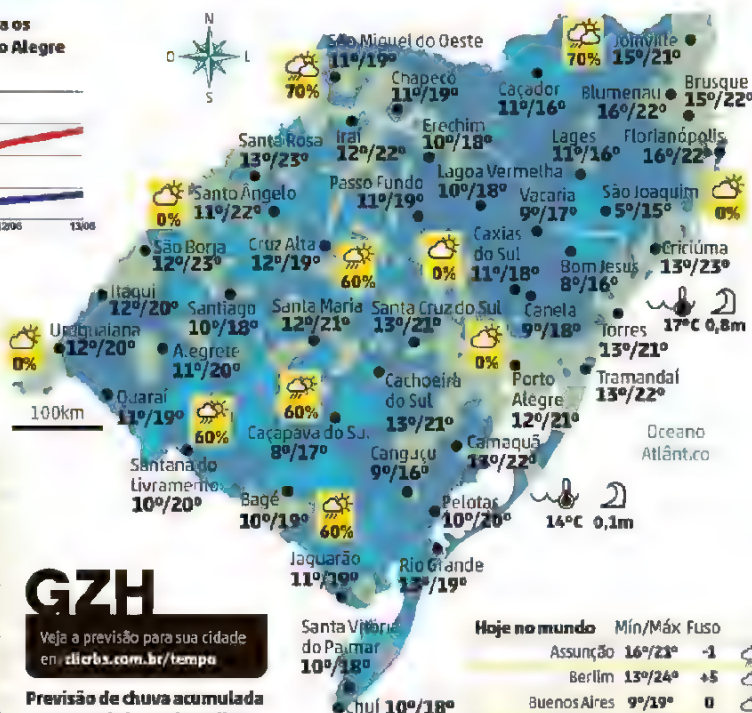 a os
o Alegre
12/06
13/06
N
O
L
S
São Miguel do Oeste
11º/19º
70%
Chapecó
11º/19º
70%
Joinville
15º/21º
Caçador
11º/16º
Blumenau
16º/22º
Brusque
15º/22º
Santa Rosa
13º/23º
Iraí
12º/22º
Erechim
10º/18º
Lages
11º/16º
Florianópolis
16º/22º
0%
Santo Ângelo
11º/22º
Passo Fundo
11º/19º
Lagoa Vermelha
10º/18º
Vacaria
9º/17º
São Joaquim
5º/15º
0%
São Borja
12º/23º
Cruz Alta
12º/19º
60%
0%
Caxias
do Sul
11º/18º
Bom Jesus
8º/16º
Criciúma
13º/23º
Itaqui
12º/20º
Santiago
10º/18º
Santa Maria
12º/21º
Santa Cruz do Sul
13º/21º
Canela
9º/18º
17°C 0,8m
Torres
13º/21º
0%
Uruguaiana
12º/20º
Alegrete
11º/20º
0%
Tramandaí
13º/22º
Quaraí
11º/19º
60%
60%
Cachoeira
do Sul
13º/21º
Porto
Alegre
12º/21º
100km
Caçapava do Sul
8º/17º
Camaquã
13º/22º
Oceano
Atlântico
Santana do
Livramento
10º/20º
Canguçu
9º/16º
Bagé
10º/19º
60%
Pelotas
10º/20º
14°C 0,1m
Jaguarão
11º/19º
Rio Grande
13º/19º
Santa Vitória
do Palmar
10º/18º
Chuí 10º/18º
GZH
Veja a previsão para sua cidade
em clicrbs.com.br/tempo
Previsão de chuva acumulada
Hoje no mundo Mín/Máx Fuso
Assunção 16º/21º -1
Berlim 13º/24º +5
Buenos Aires 9º/19º 0